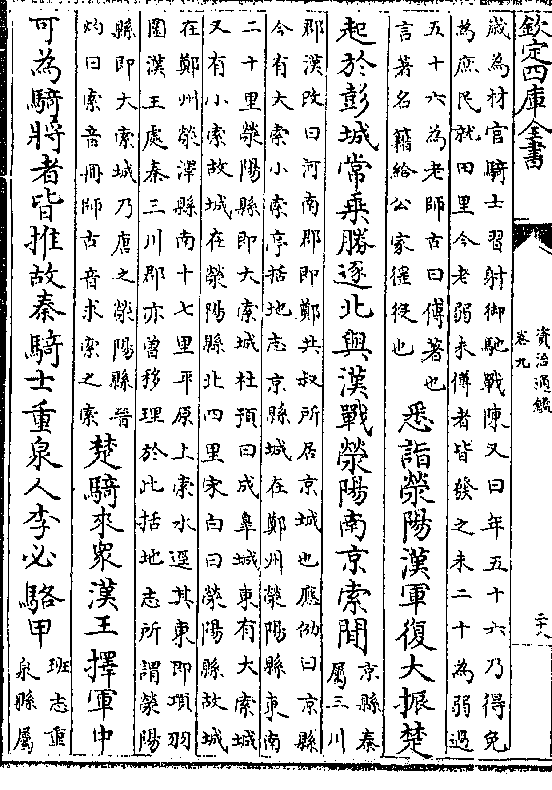 欽定四庫全書
資治通鑑
卷九
二十八
歲為材官騎士習射御馳戰陳又曰年五十六乃得免
為庶民就田里今老弱未傅者皆發之未二十為弱過
五十六為老師古曰傅著也
言著名籍給公家徭役也
悉詣滎陽漢軍復大振楚
起於彭城常乗勝逐北與漢戰滎陽南京索間
京縣秦
屬三川
郡漢改曰河南郡即鄭共叔所居京城也應劭曰京縣
今有大索小索亭括地志京縣城在鄭州滎陽縣東南
二十里滎陽縣即大索城杜預曰成臯城東有大索城
又有小索故城在滎陽縣北四里宋白曰滎陽縣故城
在鄭州滎澤縣南十七里平原上索水逕其東即項羽
圍漢王處秦三川郡亦曾移理於此括地志所謂滎陽
縣即大索城乃唐之滎陽縣晉
灼曰索音冊師古音求索之索
楚騎來衆漢王擇軍中
可為騎將者皆推故秦騎士重泉人李必駱甲
班志重
泉縣屬